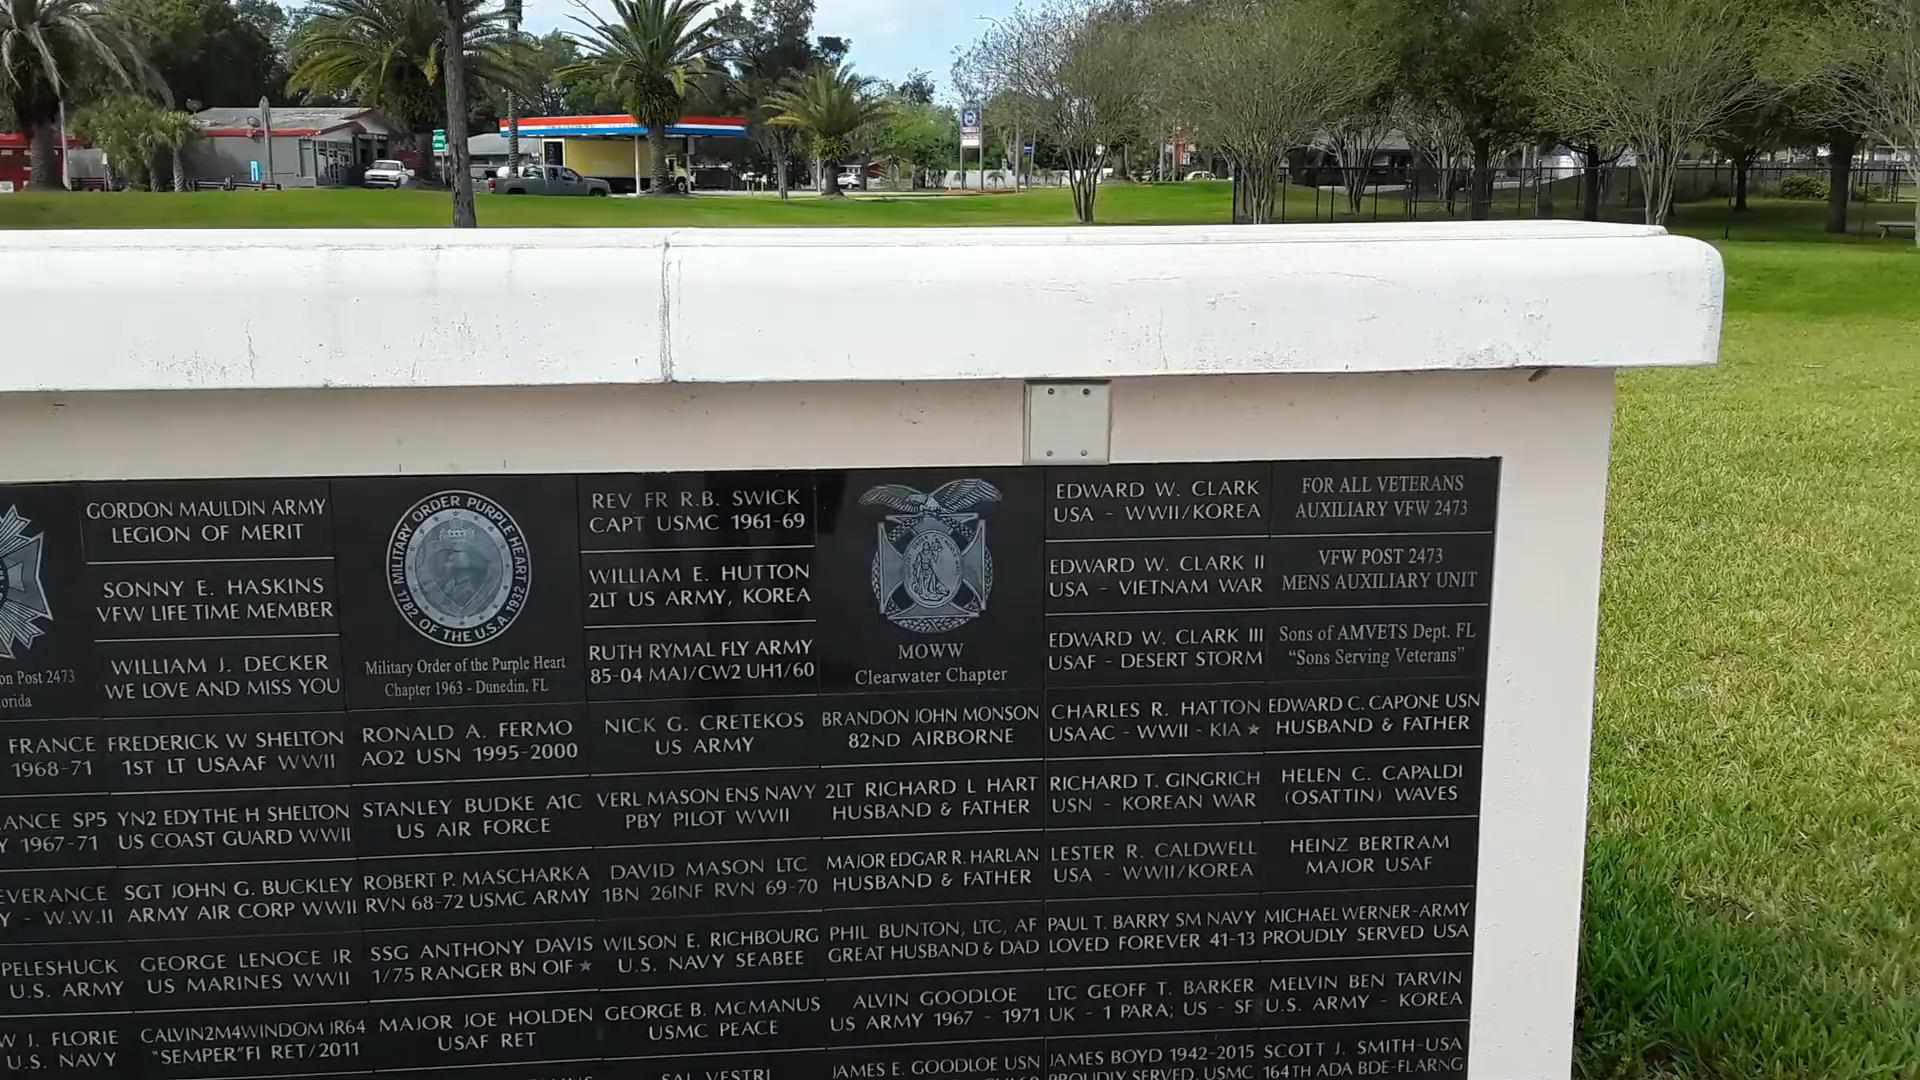 on Post 2473
orida
FRANCE
1968-71
ANCE SP5
1967-71
EVERANCE
- W.W.II
PELESHUCK
U.S. ARMY
J. FLORIE
U.S. NAVY
GORDON MAULDIN ARMY
LEGION OF MERIT
SONNY E. HASKINS
VFW LIFE TIME MEMBER
WILLIAM J. DECKER
WE LOVE AND MISS YOU
FREDERICK W SHELTON
1ST LT USAAF WWII
YN2 EDYTHE H SHELTON
US COAST GUARD WWII
SGT JOHN G. BUCKLEY
ARMY AIR CORP WWII
GEORGE LENOCE JR
US MARINES WWII
CALVIN2M4WINDOM JR64
"SEMPER"FI RET/2011
MILITARY ORDER PURPLE HEART
1782 OF THE U.S.A. 1932
Military Order of the Purple Heart
Chapter 1963 - Dunedin, FL
RONALD A. FERMO
AO2 USN 1995-2000
STANLEY BUDKE A1C
US AIR FORCE
ROBERT P. MASCHARKA
RVN 68-72 USMC ARMY
SSG ANTHONY DAVIS
1/75 RANGER BN OIF ★
MAJOR JOE HOLDEN
USAF RET
REV FR R.B. SWICK
CAPT USMC 1961-69
WILLIAM E. HUTTON
2LT US ARMY, KOREA
RUTH RYMAL FLY ARMY
85-04 MAJ/CW2 UH1/60
NICK G. CRETEKOS
US ARMY
VERL MASON ENS NAVY
PBY PILOT WWII
DAVID MASON LTC
1BN 26INF RVN 69-70
WILSON E. RICHBOURG
U.S. NAVY SEABEE
GEORGE B. MCMANUS
USMC PEACE
SAL VESTRI
MOWW
Clearwater Chapter
BRANDON JOHN MONSON
82ND AIRBORNE
2LT RICHARD L HART
HUSBAND & FATHER
MAJOR EDGAR R. HARLAN
HUSBAND & FATHER
PHIL BUNTON, LTC, AF
GREAT HUSBAND & DAD
ALVIN GOODLOE
US ARMY 1967 - 1971
JAMES E. GOODLOE USN
EDWARD W. CLARK
USA - WWII/KOREA
EDWARD W. CLARK II
USA - VIETNAM WAR
EDWARD W. CLARK III
USAF - DESERT STORM
CHARLES R. HATTON
USAAC - WWII - KIA ★
RICHARD T. GINGRICH
USN - KOREAN WAR
LESTER R. CALDWELL
USA - WWII/KOREA
PAUL T. BARRY SM NAVY
LOVED FOREVER 41-13
LTC GEOFF T. BARKER
UK - 1 PARA; US - SF
JAMES BOYD 1942-2015
PROUDLY SERVED, USMC
FOR ALL VETERANS
AUXILIARY VFW 2473
VFW POST 2473
MENS AUXILIARY UNIT
Sons of AMVETS Dept. FL
"Sons Serving Veterans"
EDWARD C. CAPONE USN
HUSBAND & FATHER
HELEN C. CAPALDI
(OSATTIN) WAVES
HEINZ BERTRAM
MAJOR USAF
MICHAEL WERNER-ARMY
PROUDLY SERVED USA
MELVIN BEN TARVIN
U.S. ARMY - KOREA
SCOTT J. SMITH-USA
164TH ADA BDE-FLARNG